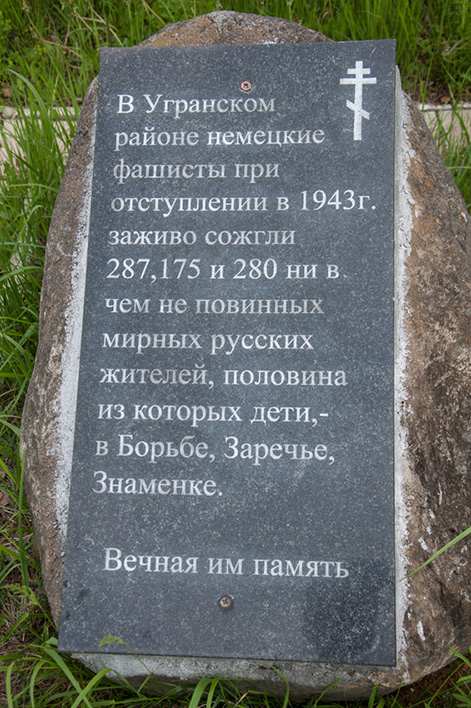 В Угранском
районе немецкие
фашисты при
отступлении в 1943г.
заживо сожгли
287,175 и 280 ни в
чем не повинных
мирных русских
жителей, половина
из которых дети,-
в Борьбе, Заречье,
Знаменке.
Вечная им память